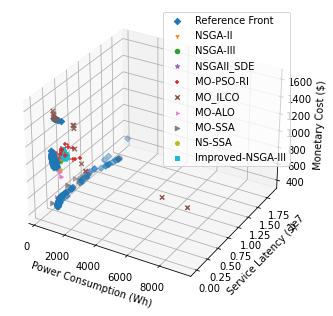 Reference Front
NSGA-II
NSGA-III
NSGAII_SDE
MO-PSO-RI
MO_ILCO
MO-ALO
MO-SSA
NS-SSA
Improved-NSGA-III
1600
1400
1200
1000
800
600
400
Monetary Cost ($)
0
2000
4000
6000
8000
Power Consumption (Wh)
0.00
0.25
0.50
0.75
1.00
1.25
1.50
1.75
1e7
Service Latency (S)